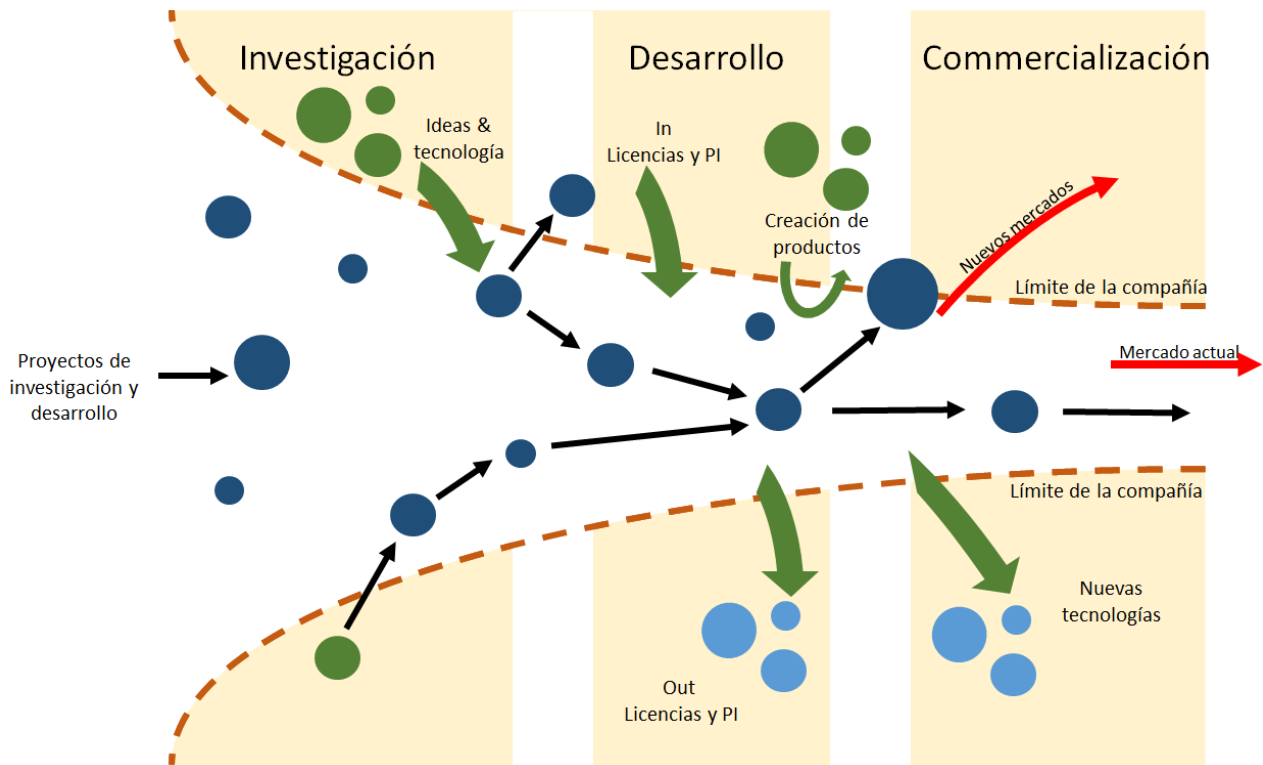 Investigación
Desarrollo
Commercialización
Ideas &
tecnología
In
Licencias y PI
Creación de
productos
Nuevos mercados
Límite de la compañía
Mercado actual
Proyectos de
investigación y
desarrollo
Límite de la compañía
Nuevas
tecnologías
Out
Licencias y PI